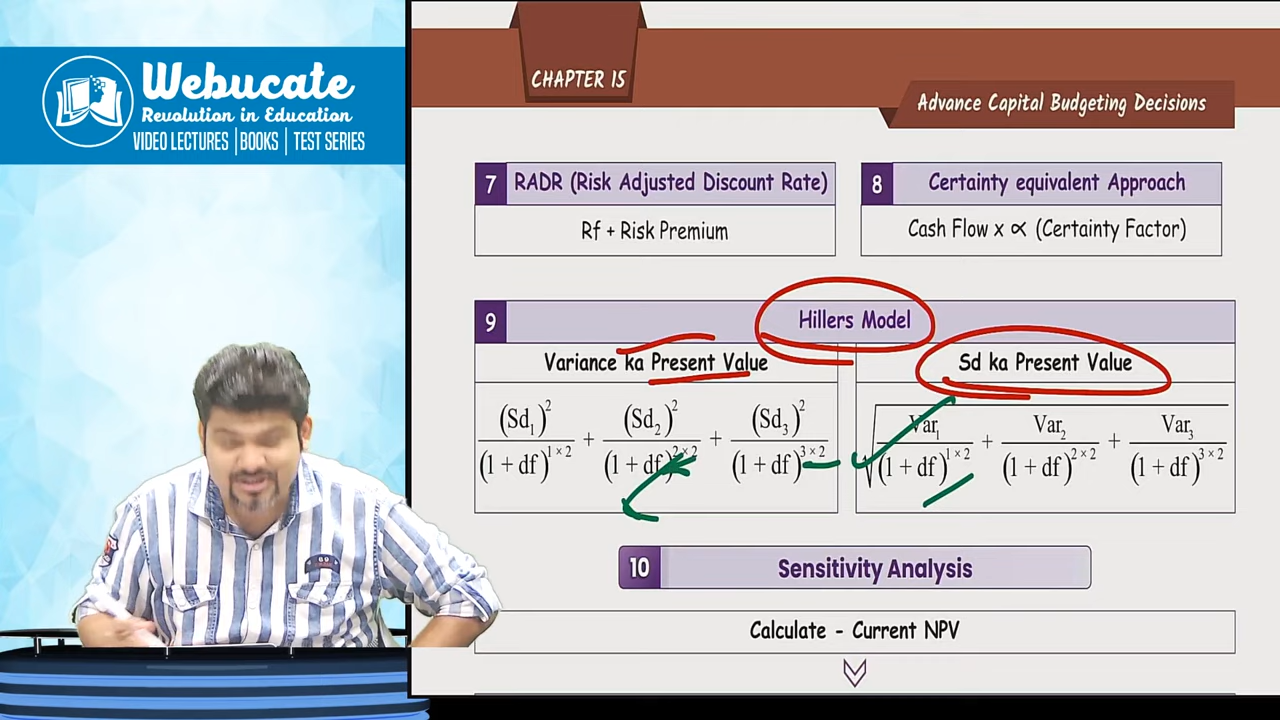 Webucate
Revolution in Education
VIDEO LECTURES | BOOKS | TEST SERIES
CHAPTER 15
Advance Capital Budgeting Decisions
7 RADR (Risk Adjusted Discount Rate)
Rf + Risk Premium
8 Certainty equivalent Approach
Cash Flow x ∝ (Certainty Factor)
9 Hillers Model
Variance ka Present Value
(Sd₁)² / (1 + df)^(1 × 2) + (Sd₂)² / (1 + df)^(2 × 2) + (Sd₃)² / (1 + df)^(3 × 2)
Sd ka Present Value
√(Var₁ / (1 + df)^(1 × 2) + Var₂ / (1 + df)^(2 × 2) + Var₃ / (1 + df)^(3 × 2))
10 Sensitivity Analysis
Calculate - Current NPV